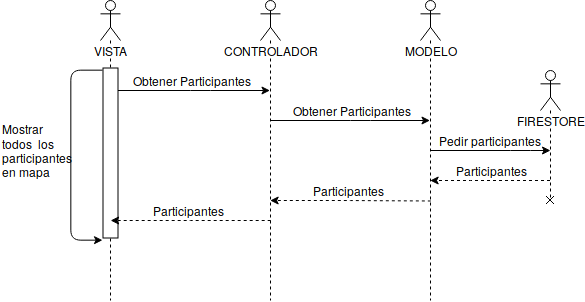 VISTA
CONTROLADOR
MODELO
Obtener Participantes
Obtener Participantes
FIRESTORE
Mostrar
todos los
participantes
en mapa
Pedir participantes
Participantes
Participantes
Participantes